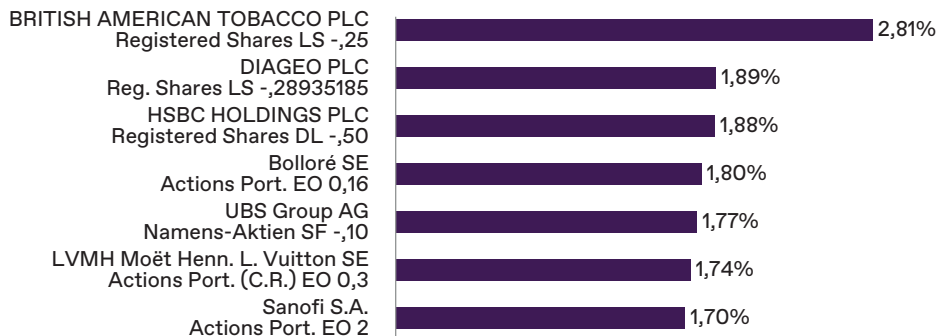 BRITISH AMERICAN TOBACCO PLC
Registered Shares LS -,25
2,81%
DIAGEO PLC
Reg. Shares LS -,28935185
1,89%
HSBC HOLDINGS PLC
Registered Shares DL -,50
1,88%
Bolloré SE
Actions Port. EO 0,16
1,80%
UBS Group AG
Namens-Aktien SF -,10
1,77%
LVMH Moët Henn. L. Vuitton SE
Actions Port. (C.R.) EO 0,3
1,74%
Sanofi S.A.
Actions Port. EO 2
1,70%